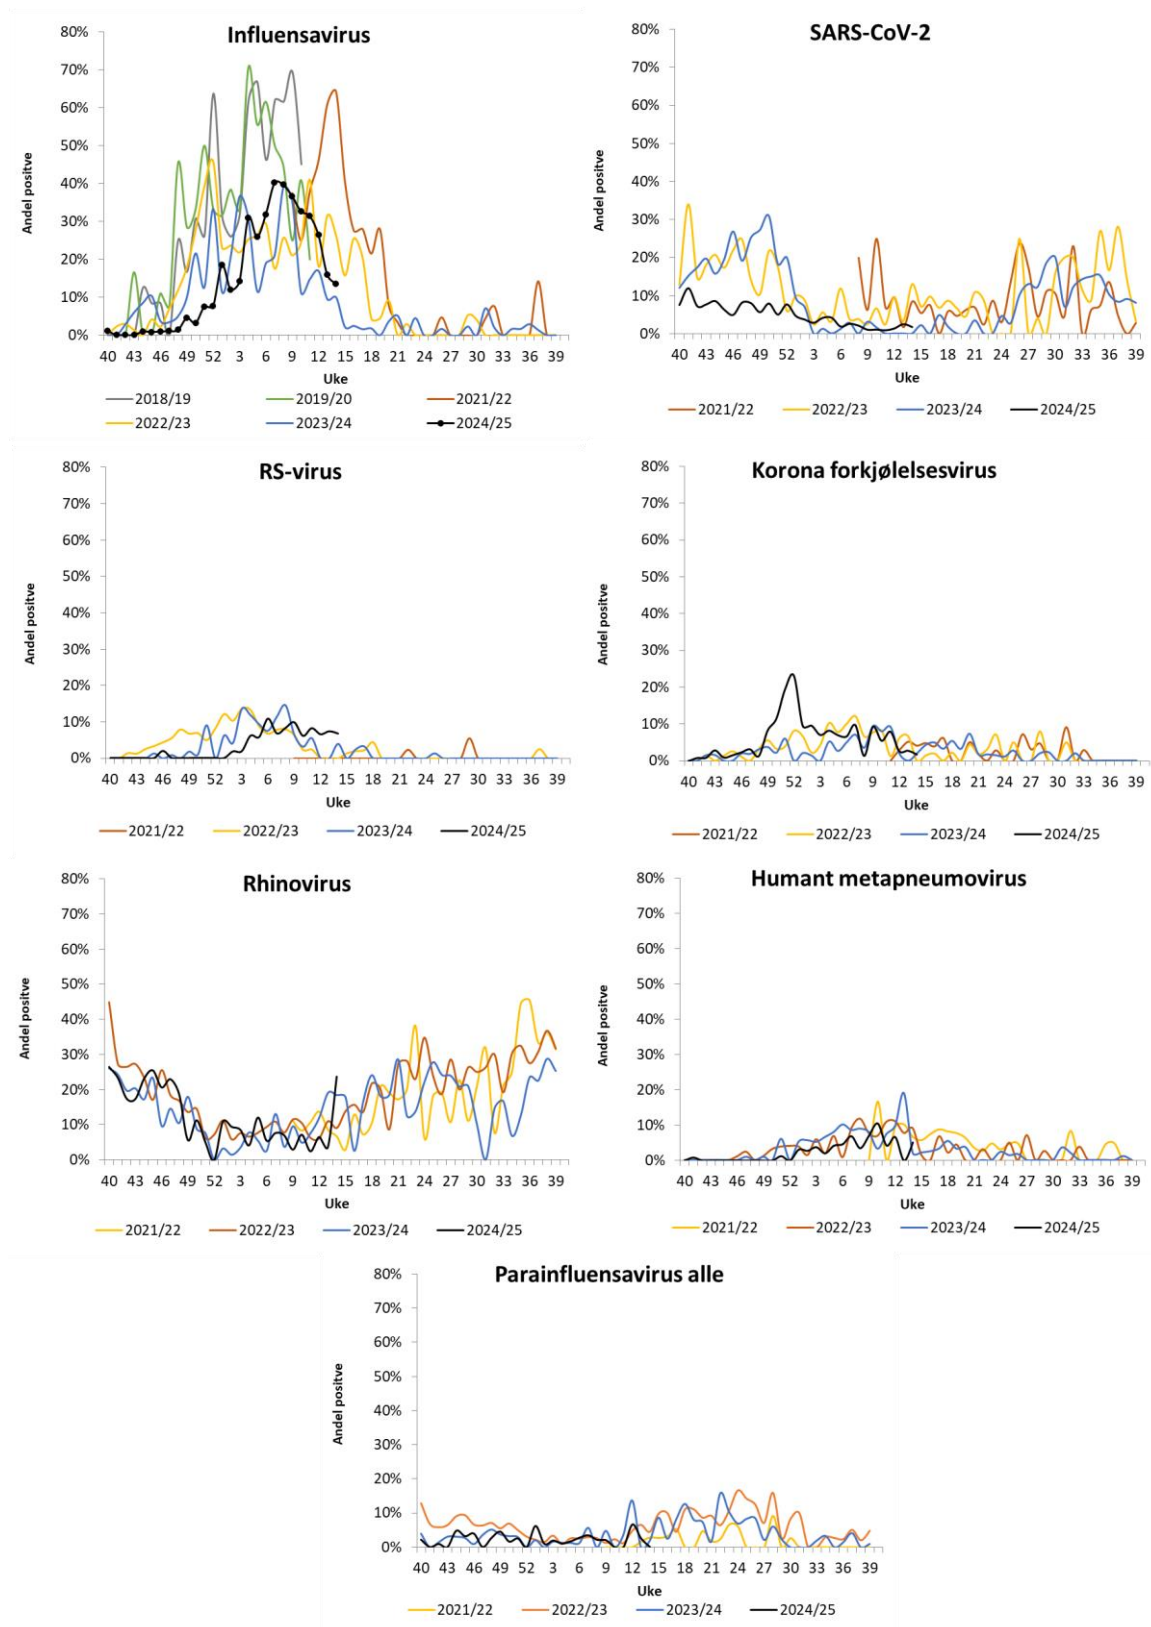 Influensavirus
80%
70%
60%
50%
40%
30%
20%
10%
0%
Andel positve
40 43 46 49 52 3 6 9 12 15 18 21 24 27 30 33 36 39
Uke
2018/19 2019/20 2021/22
2022/23 2023/24 2024/25
SARS-CoV-2
80%
70%
60%
50%
40%
30%
20%
10%
0%
Andel positve
40 43 46 49 52 3 6 9 12 15 18 21 24 27 30 33 36 39
Uke
2021/22 2022/23 2023/24 2024/25
RS-virus
80%
70%
60%
50%
40%
30%
20%
10%
0%
Andel positve
40 43 46 49 52 3 6 9 12 15 18 21 24 27 30 33 36 39
Uke
2021/22 2022/23 2023/24 2024/25
Korona forkjølelsesvirus
80%
70%
60%
50%
40%
30%
20%
10%
0%
Andel positve
40 43 46 49 52 3 6 9 12 15 18 21 24 27 30 33 36 39
Uke
2021/22 2022/23 2023/24 2024/25
Rhinovirus
80%
70%
60%
50%
40%
30%
20%
10%
0%
Andel positve
40 43 46 49 52 3 6 9 12 15 18 21 24 27 30 33 36 39
Uke
2021/22 2022/23 2023/24 2024/25
Humant metapneumovirus
80%
70%
60%
50%
40%
30%
20%
10%
0%
Andel positve
40 43 46 49 52 3 6 9 12 15 18 21 24 27 30 33 36 39
Uke
2021/22 2022/23 2023/24 2024/25
Parainfluensavirus alle
80%
70%
60%
50%
40%
30%
20%
10%
0%
Andel positve
40 43 46 49 52 3 6 9 12 15 18 21 24 27 30 33 36 39
Uke
2021/22 2022/23 2023/24 2024/25